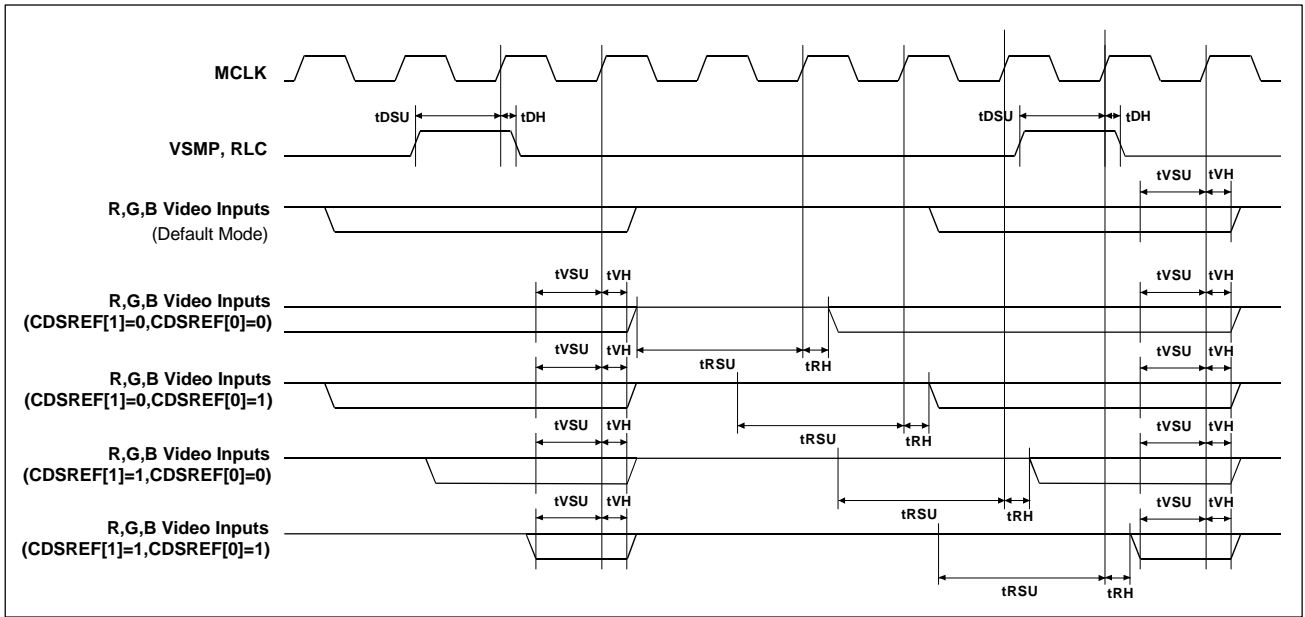 MCLK
tDSU tDH tDSU tDH
VSMP, RLC
tVSU tVH
R,G,B Video Inputs
(Default Mode)
tVSU tVH tVSU tVH
R,G,B Video Inputs
(CDSREF[1]=0,CDSREF[0]=0)
tRSU tRH
tVSU tVH tVSU tVH
R,G,B Video Inputs
(CDSREF[1]=0,CDSREF[0]=1)
tRSU tRH
tVSU tVH tVSU tVH
R,G,B Video Inputs
(CDSREF[1]=1,CDSREF[0]=0)
tRSU tRH
tVSU tVH tVSU tVH
R,G,B Video Inputs
(CDSREF[1]=1,CDSREF[0]=1)
tRSU tRH